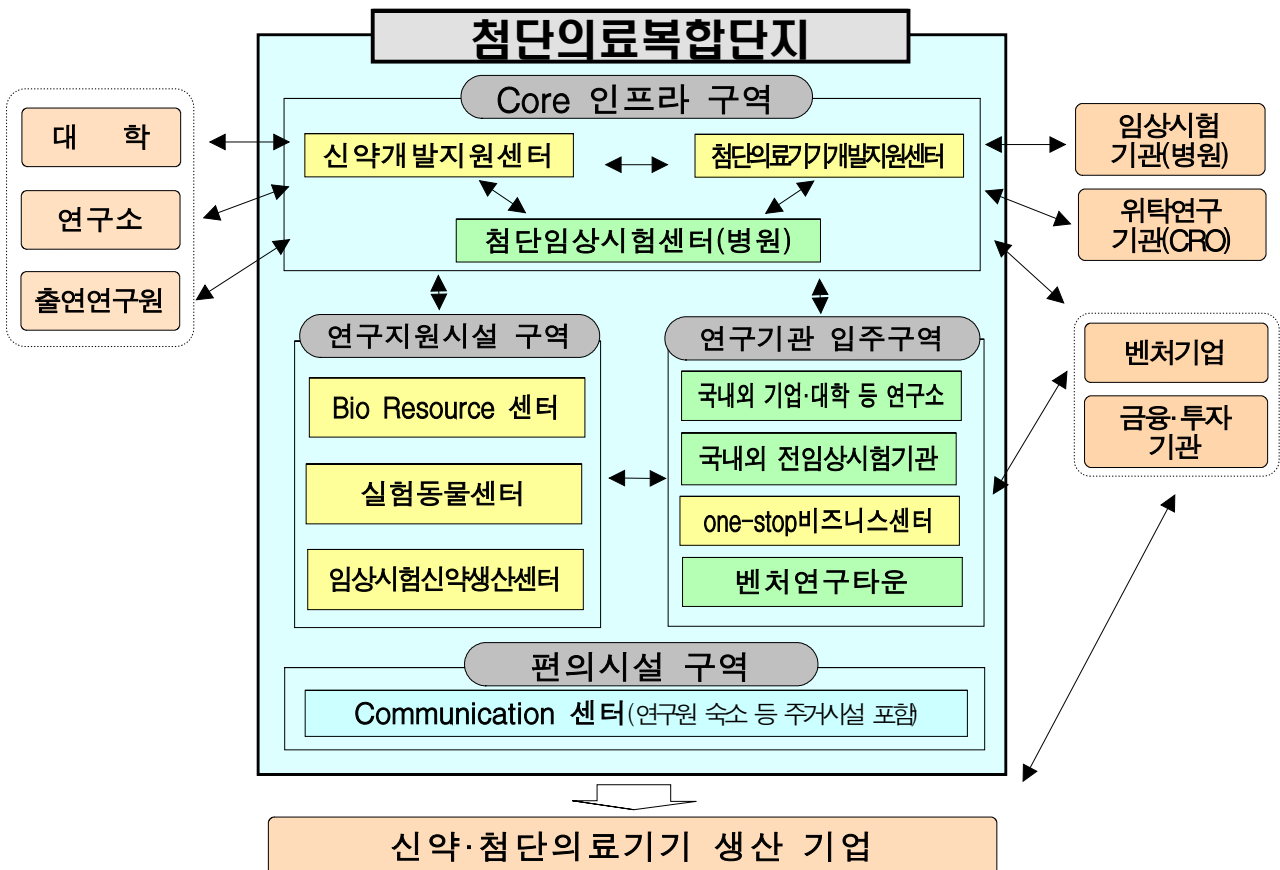 첨단의료복합단지
Core 인프라 구역
대 학
연구소
출연연구원
신약개발지원센터
첨단의료기기개발지원센터
첨단임상시험센터(병원)
임상시험
기관(병원)
위탁연구
기관(CRO)
벤처기업
금융·투자
기관
연구지원시설 구역
Bio Resource 센터
실험동물센터
임상시험신약생산센터
연구기관 입주구역
국내외 기업·대학 등 연구소
국내외 전임상시험기관
one-stop비즈니스센터
벤처연구타운
편의시설 구역
Communication 센터(연구원 숙소 등 주거시설 포함)
신약·첨단의료기기 생산 기업